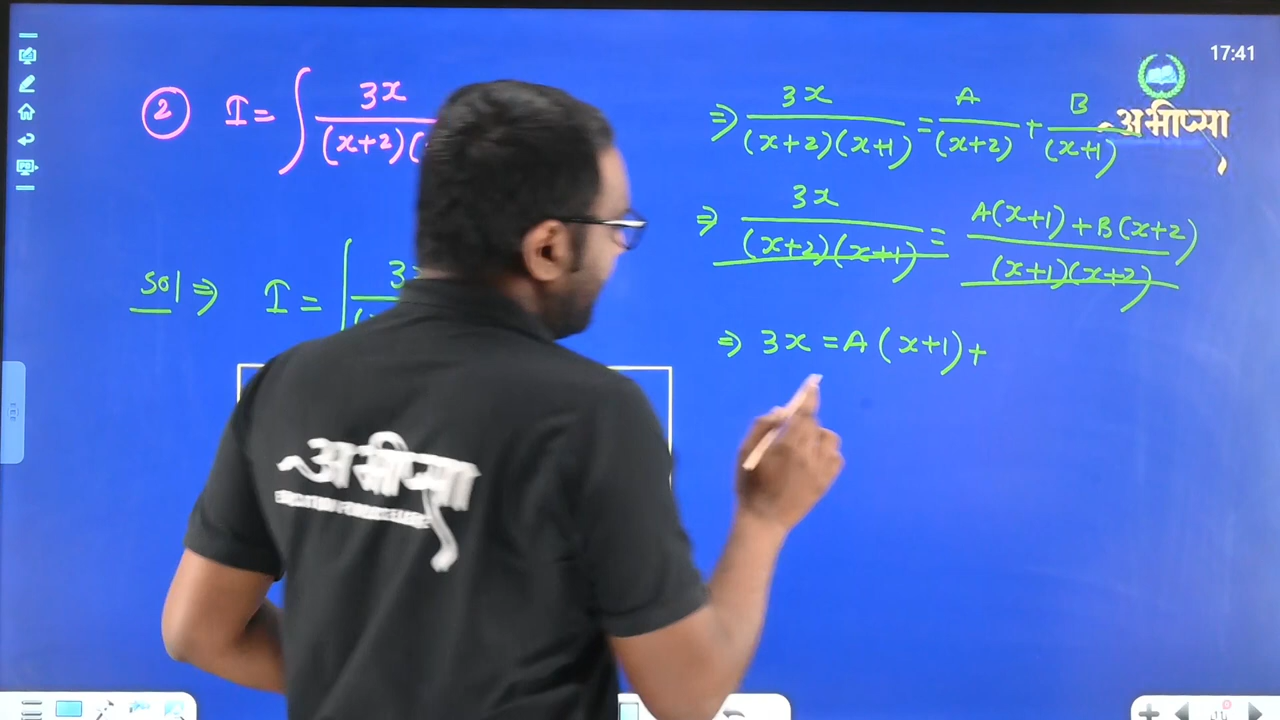 17:41
अभीप्सा
② I = ∫ 3x / (x+2)(
sol ⇒ I = ∫ 3
⇒ 3x / (x+2)(x+1) = A / (x+2) + B / (x+1)
⇒ 3x / (x+2)(x+1) = A(x+1) + B(x+2) / (x+1)(x+2)
⇒ 3x = A(x+1) +
अभीप्सा